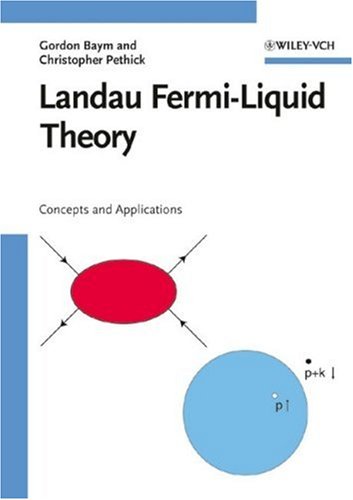 Gordon Baym and
Christopher Pethick
WILEY-VCH
Landau Fermi-Liquid
Theory
Concepts and Applications
p+k ↓
p ↑